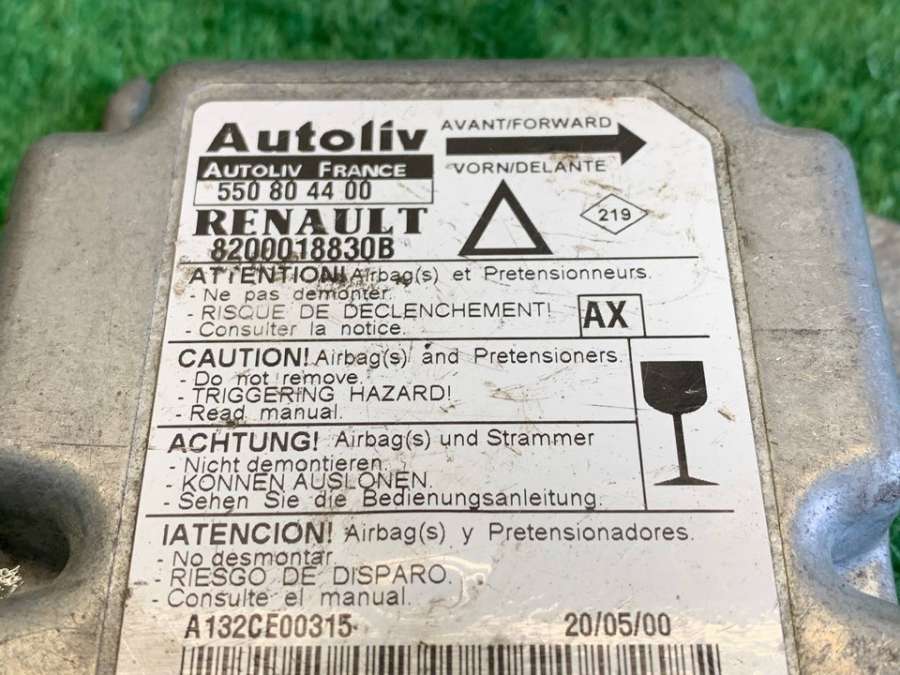 Autoliv
AVANT/FORWARD
AUTOLIV FRANCE
VORN/DELANTE
550 80 44 00
RENAULT
219
8200018830B
ATTENTION! Airbag(s) et Pretensionneurs.
- Ne pas demonter.
- RISQUE DE DECLENCHEMENT!
AX
- Consulter la notice.
CAUTION! Airbag(s) and Pretensioners.
- Do not remove.
- TRIGGERING HAZARD!
- Read manual.
ACHTUNG! Airbag(s) und Strammer
- Nicht demontieren.
- KONNEN AUSLONEN.
- Sehen Sie die Bedienungsanleitung.
IATENCION! Airbag(s) y Pretensionadores.
- No desmontar.
- RIESGO DE DISPARO.
- Consulte el manual.
A132CE00315
20/05/00